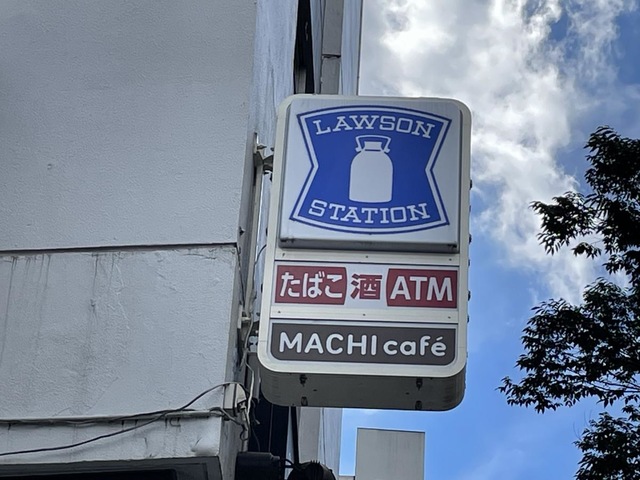 LAWSON
STATION
たばこ 酒 ATM
MACHI café